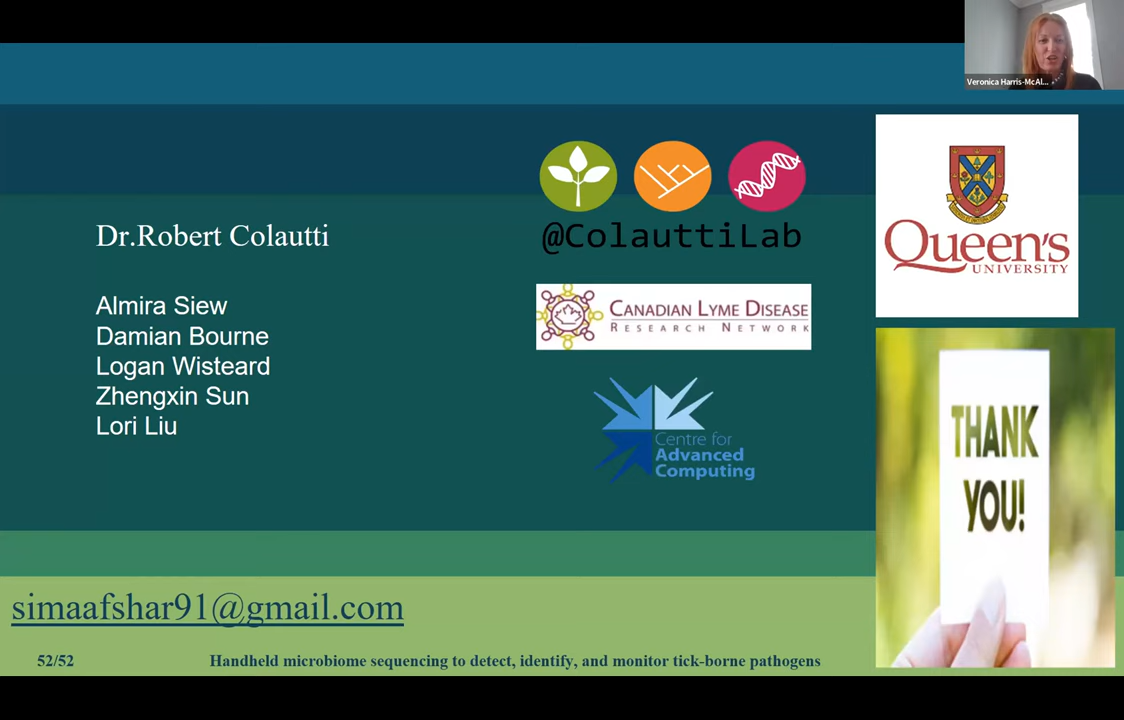 Veronica Harris-McAl...
@ColauttiLab
Queen's
UNIVERSITY
Dr.Robert Colautti
Almira Siew
Damian Bourne
Logan Wisteard
Zhengxin Sun
Lori Liu
CANADIAN LYME DISEASE
RESEARCH NETWORK
Centre for
Advanced
Computing
THANK
YOU!
simaafshar91@gmail.com
52/52
Handheld microbiome sequencing to detect, identify, and monitor tick-borne pathogens